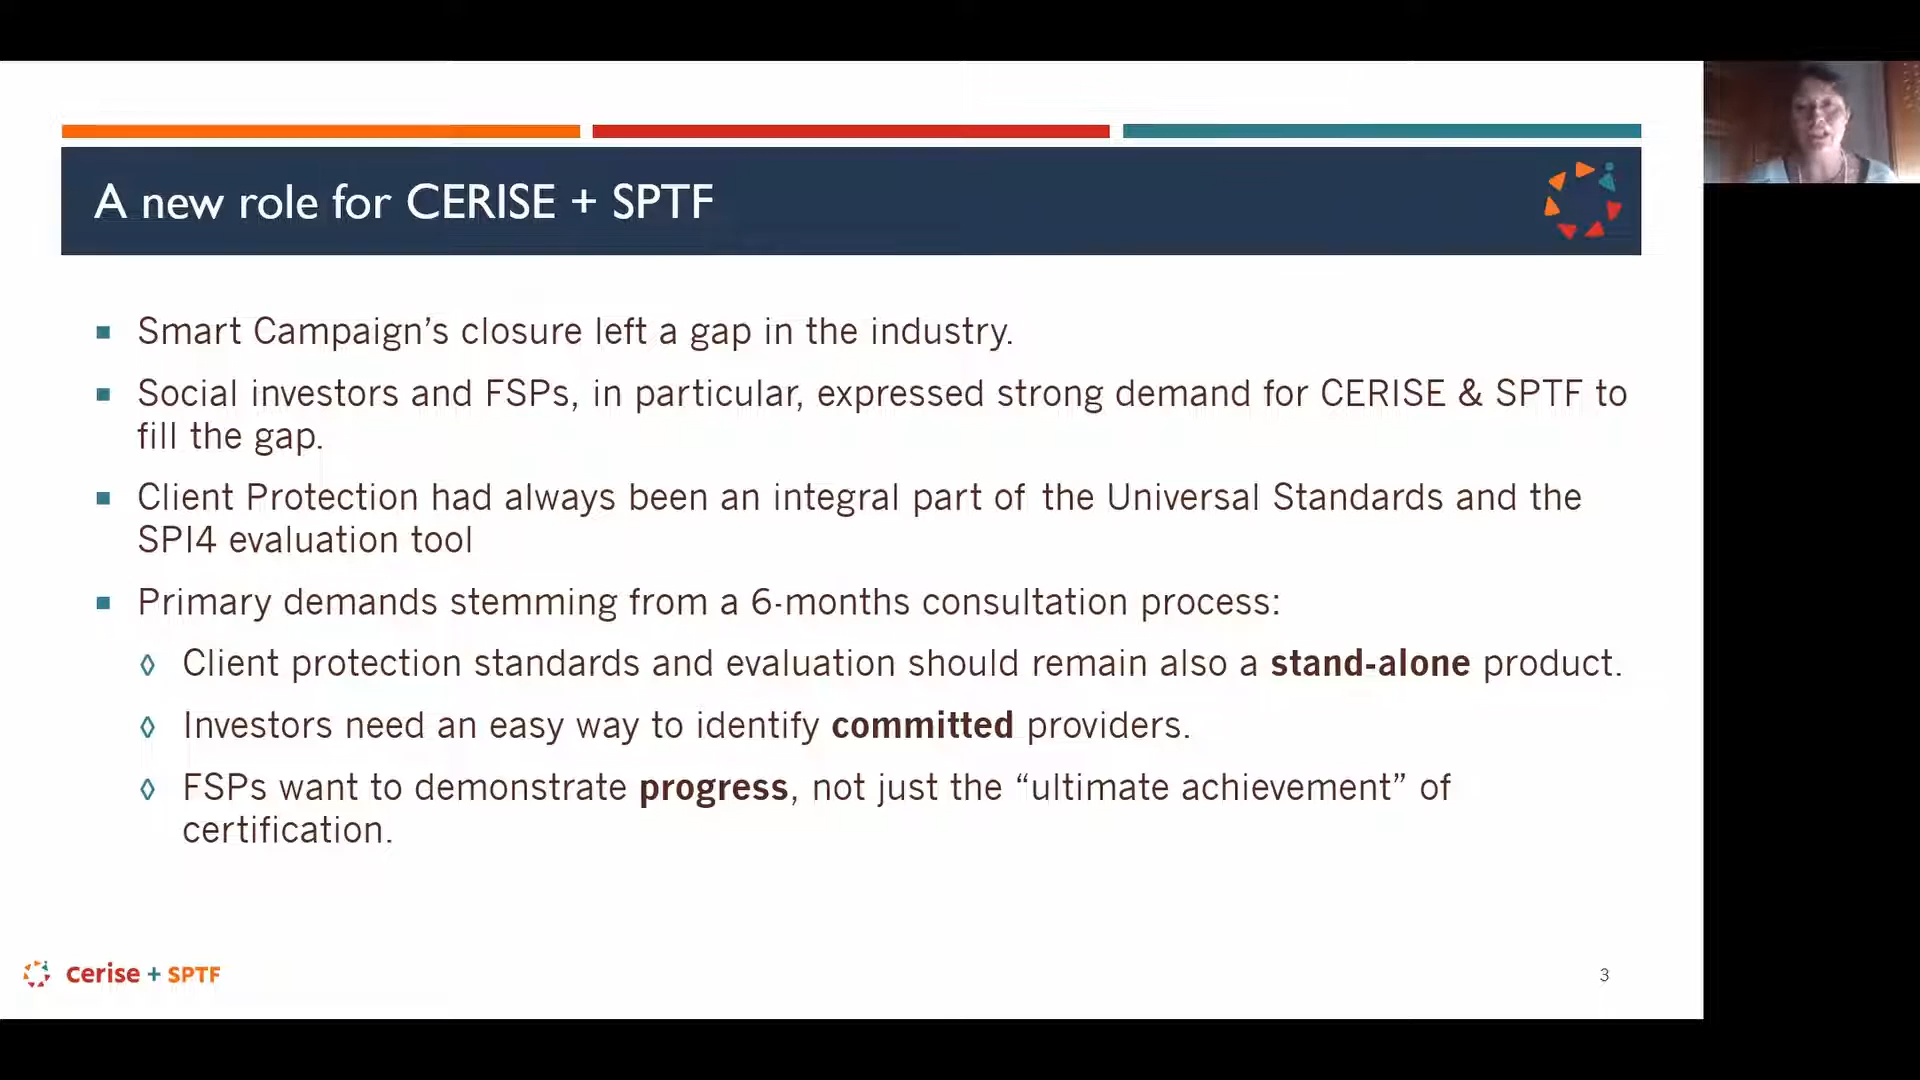 A new role for CERISE + SPTF
Smart Campaign’s closure left a gap in the industry.
Social investors and FSPs, in particular, expressed strong demand for CERISE & SPTF to
fill the gap.
Client Protection had always been an integral part of the Universal Standards and the
SPI4 evaluation tool
Primary demands stemming from a 6-months consultation process:
Client protection standards and evaluation should remain also a stand-alone product.
Investors need an easy way to identify committed providers.
FSPs want to demonstrate progress, not just the “ultimate achievement” of
certification.
cerise + SPTF
3